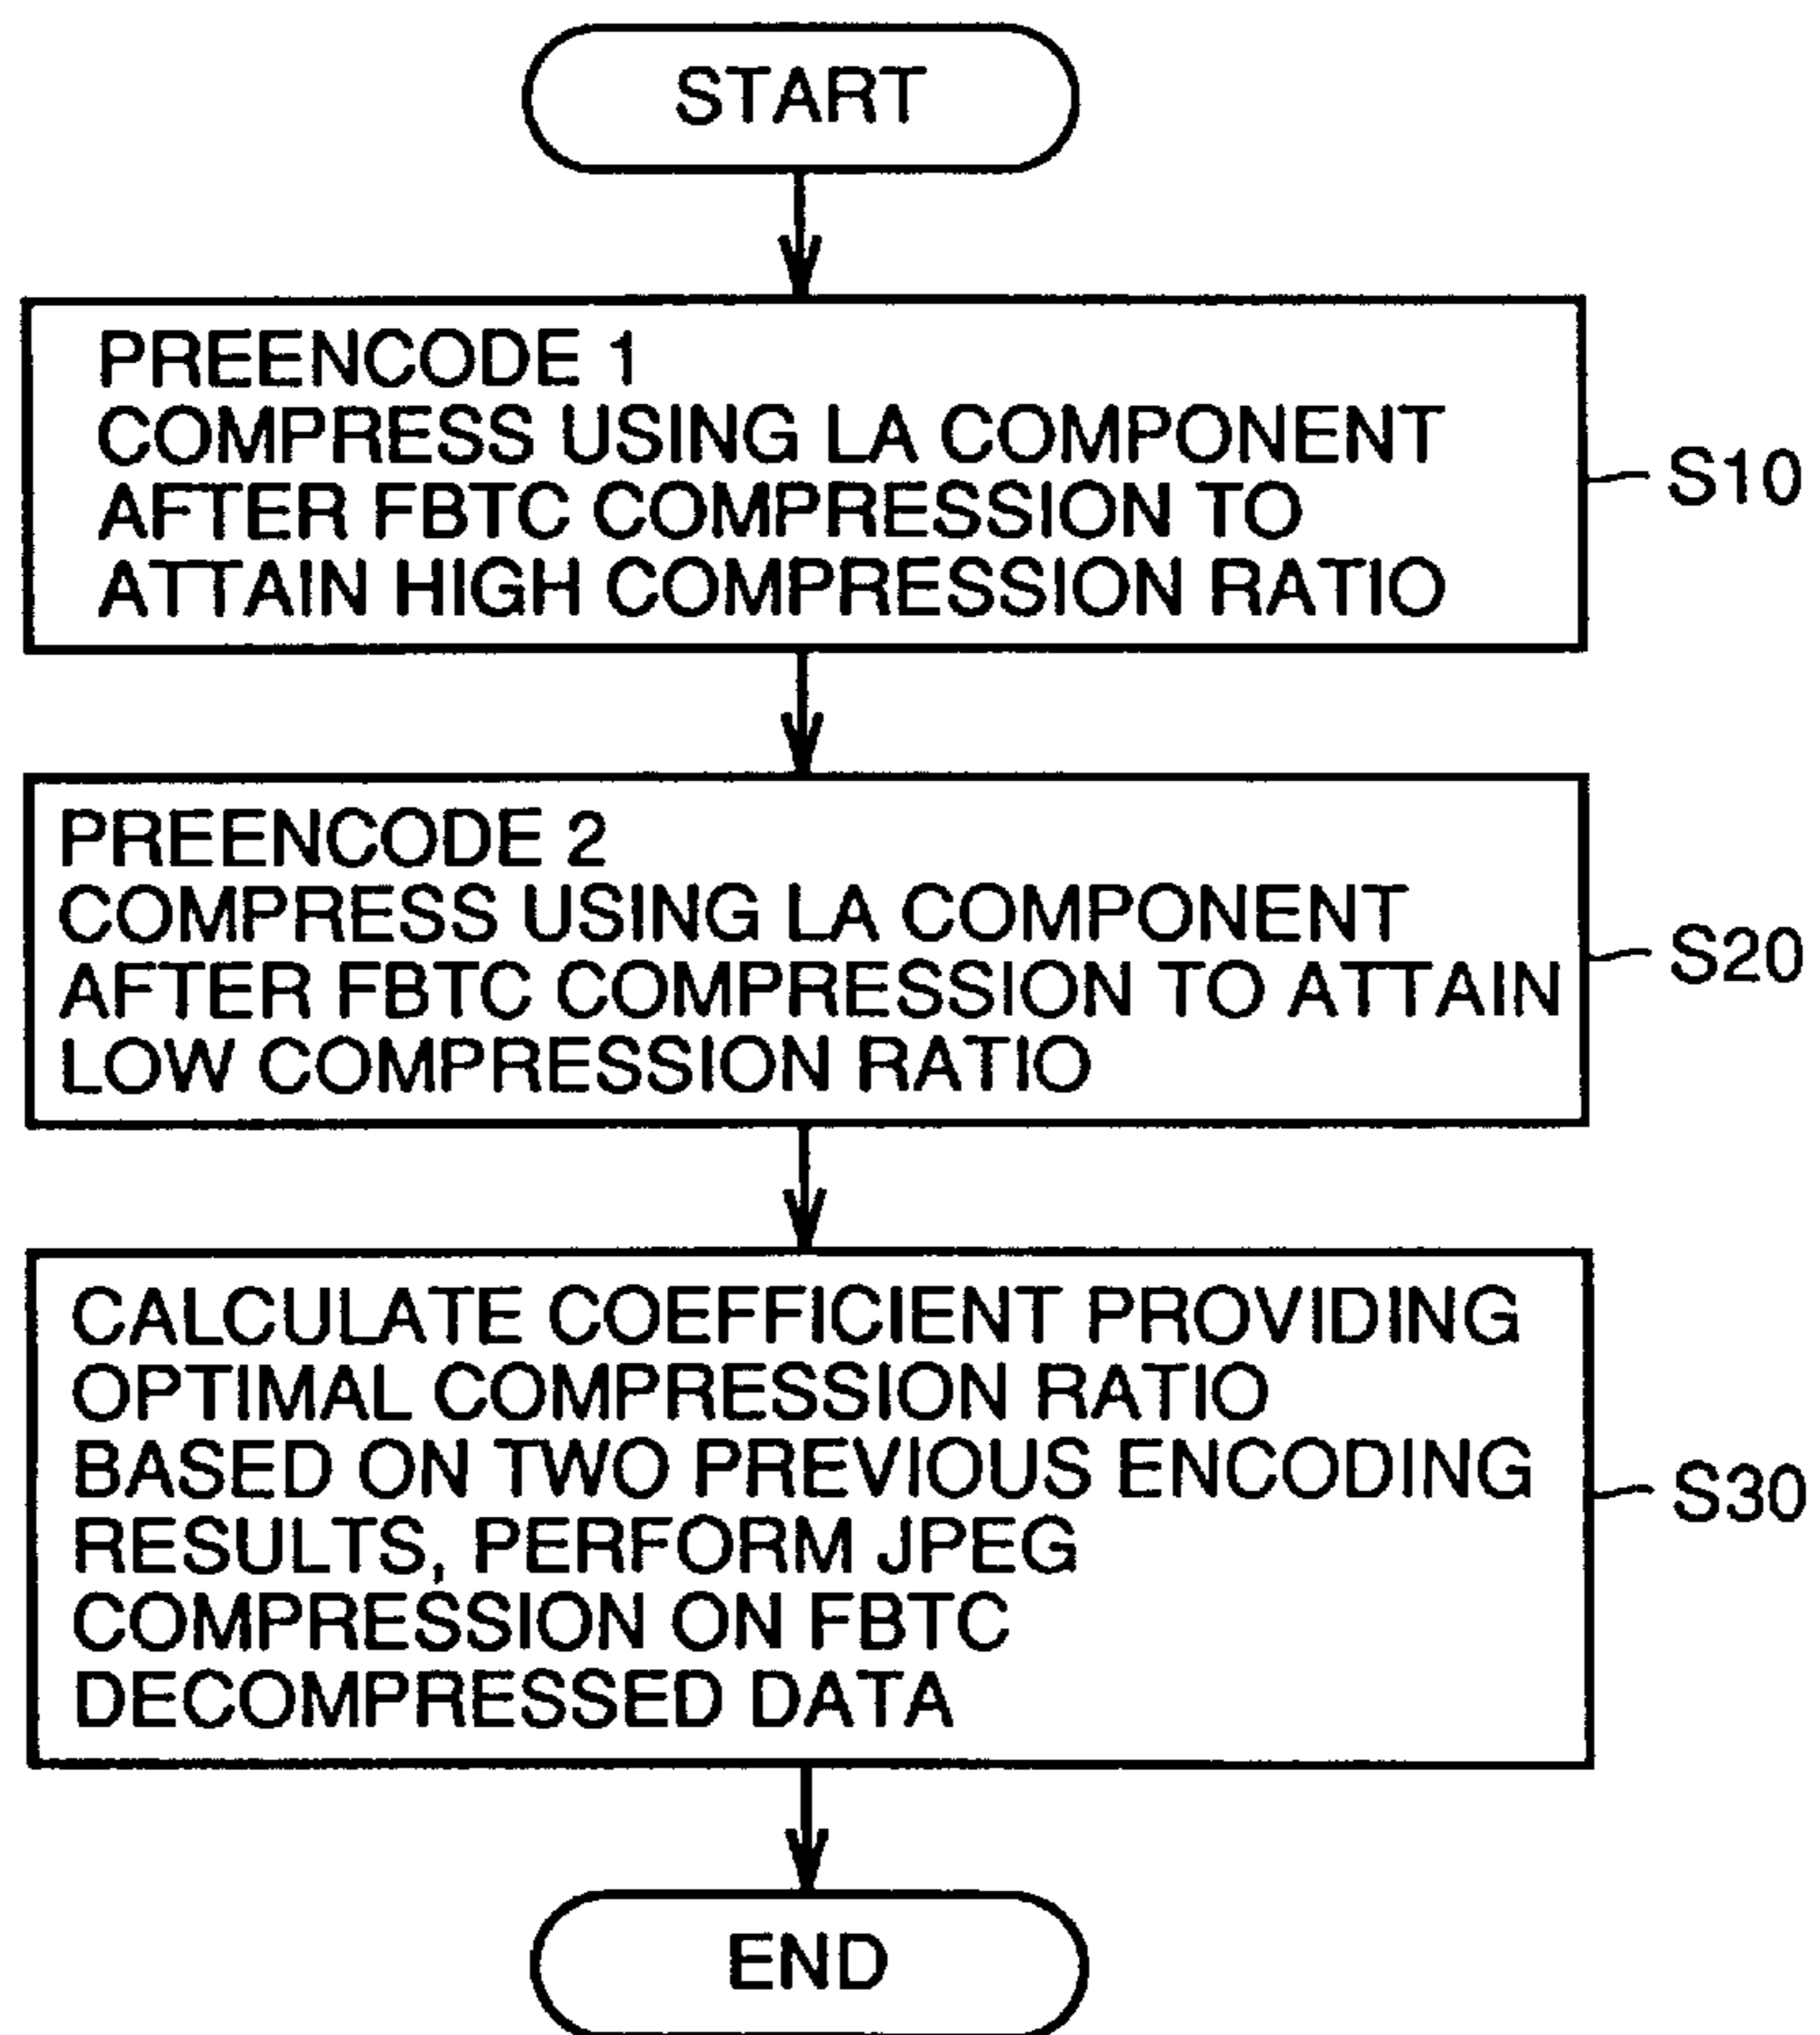 START
PREENCODE 1
COMPRESS USING LA COMPONENT
AFTER FBTC COMPRESSION TO
ATTAIN HIGH COMPRESSION RATIO
S10
PREENCODE 2
COMPRESS USING LA COMPONENT
AFTER FBTC COMPRESSION TO ATTAIN
LOW COMPRESSION RATIO
S20
CALCULATE COEFFICIENT PROVIDING
OPTIMAL COMPRESSION RATIO
BASED ON TWO PREVIOUS ENCODING
RESULTS, PERFORM JPEG
COMPRESSION ON FBTC
DECOMPRESSED DATA
S30
END